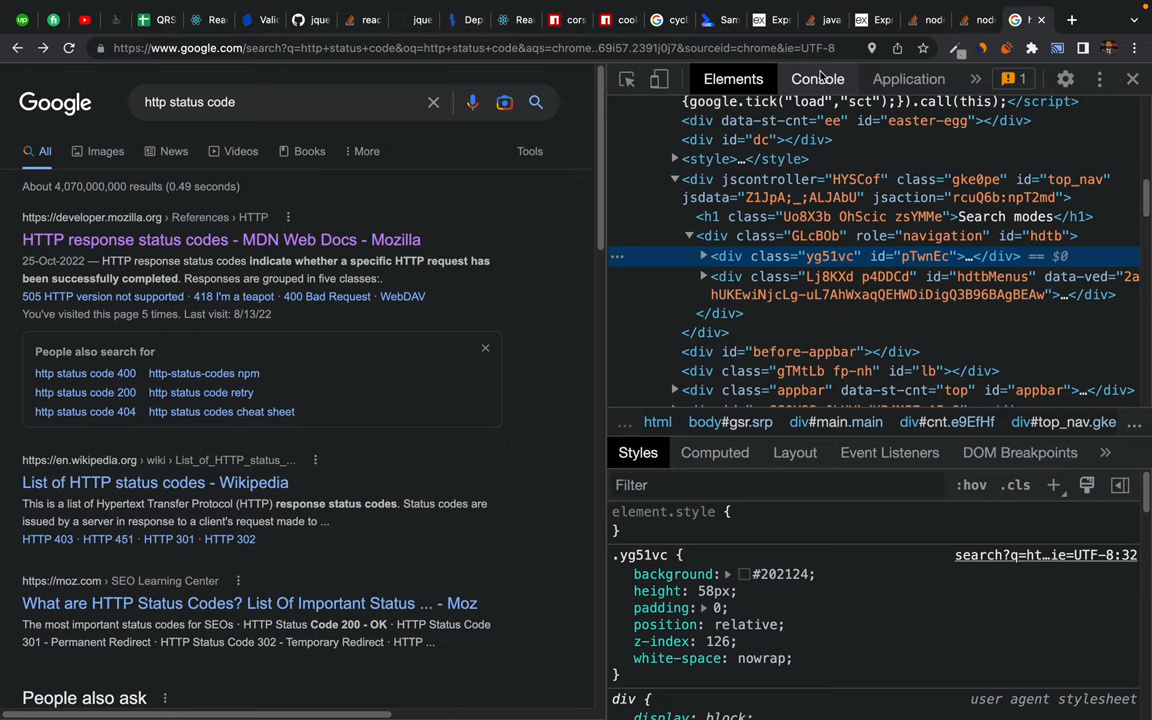 QRS
Rea
Vali
jque
reac
jque
Dep
Rea
cors
cook
cycl
Sam
Exp
java
Exp
node
node
h
https://www.google.com/search?q=http+status+code&oq=http+status+code&aqs=chrome..69i57.2391j0j7&sourceid=chrome&ie=UTF-8
Google
http status code
All
Images
News
Videos
Books
More
Tools
About 4,070,000,000 results (0.49 seconds)
https://developer.mozilla.org › References › HTTP
HTTP response status codes - MDN Web Docs - Mozilla
25-Oct-2022 — HTTP response status codes indicate whether a specific HTTP request has
been successfully completed. Responses are grouped in five classes:.
505 HTTP version not supported · 418 I'm a teapot · 400 Bad Request · WebDAV
You've visited this page 5 times. Last visit: 8/13/22
People also search for
http status code 400 http-status-codes npm
http status code 200 http status code retry
http status code 404 http status codes cheat sheet
https://en.wikipedia.org › wiki › List_of_HTTP_status_...
List of HTTP status codes - Wikipedia
This is a list of Hypertext Transfer Protocol (HTTP) response status codes. Status codes are
issued by a server in response to a client's request made to ...
HTTP 403 · HTTP 451 · HTTP 301 · HTTP 302
https://moz.com › SEO Learning Center
What are HTTP Status Codes? List Of Important Status ... - Moz
The most important status codes for SEOs · HTTP Status Code 200 - OK · HTTP Status Code
301 - Permanent Redirect · HTTP Status Code 302 - Temporary Redirect · HTTP ...
People also ask
Elements
Console
Application
1
{google.tick("load","sct");}).call(this);</script>
<div data-st-cnt="ee" id="easter-egg"></div>
<div id="dc"></div>
<style>…</style>
<div jscontroller="HYSCof" class="gke0pe" id="top_nav"
jsdata="Z1JpA;_;ALJAbU" jsaction="rcuQ6b:npT2md">
<h1 class="Uo8X3b OhScic zsYMMe">Search modes</h1>
<div class="GLcBOb" role="navigation" id="hdtb">
<div class="yg51vc" id="pTwnEc">…</div> == $0
<div class="Lj8KXd p4DDCd" id="hdtbMenus" data-ved="2a
hUKEwiNjcLg-uL7AhWxaqQEHWDiDigQ3B96BAgBEAw">…</div>
</div>
</div>
<div id="before-appbar"></div>
<div class="gTMtLb fp-nh" id="lb"></div>
<div class="appbar" data-st-cnt="top" id="appbar">…</div>
... html body#gsr.srp div#main.main div#cnt.e9EfHf div#top_nav.gke ...
Styles
Computed
Layout
Event Listeners
DOM Breakpoints
Filter
:hov .cls
element.style {
}
.yg51vc {
search?q=ht…ie=UTF-8:32
background: #202124;
height: 58px;
padding: 0;
position: relative;
z-index: 126;
white-space: nowrap;
}
div {
user agent stylesheet
display: block;